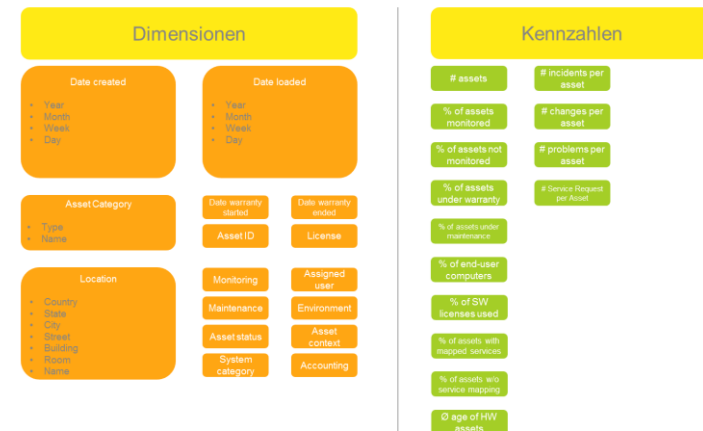 Dimensionen
Date created
• Year
• Month
• Week
• Day
Date loaded
• Year
• Month
• Week
• Day
Asset Category
• Type
• Name
Date warranty
started
Date warranty
ended
Asset ID
License
Location
• Country
• State
• City
• Street
• Building
• Room
• Name
Monitoring
Assigned
user
Maintenance
Environment
Asset status
Asset
context
System
category
Accounting
Kennzahlen
# assets
# incidents per
asset
% of assets
monitored
# changes per
asset
% of assets not
monitored
# problems per
asset
% of assets
under warranty
# Service Request
per Asset
% of assets under
maintenance
% of end-user
computers
% of SW
licenses used
% of assets with
mapped services
% of assets w/o
service mapping
Ø age of HW
assets